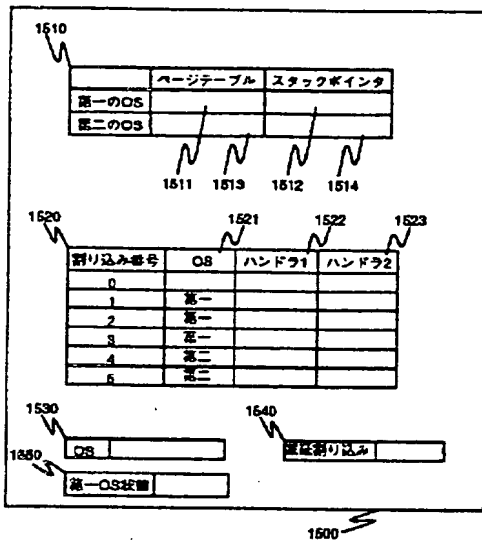 1510
ページテーブル スタックポインタ
第一のOS
第二のOS
1511 1513 1512 1514
1520 1521 1522 1523
割り込み番号 OS ハンドラ1 ハンドラ2
0
1 第一
2 第一
3 第一
4 第二
5 第二
1530 1540
OS 遅延割り込み
1550
第一OS状態
1500